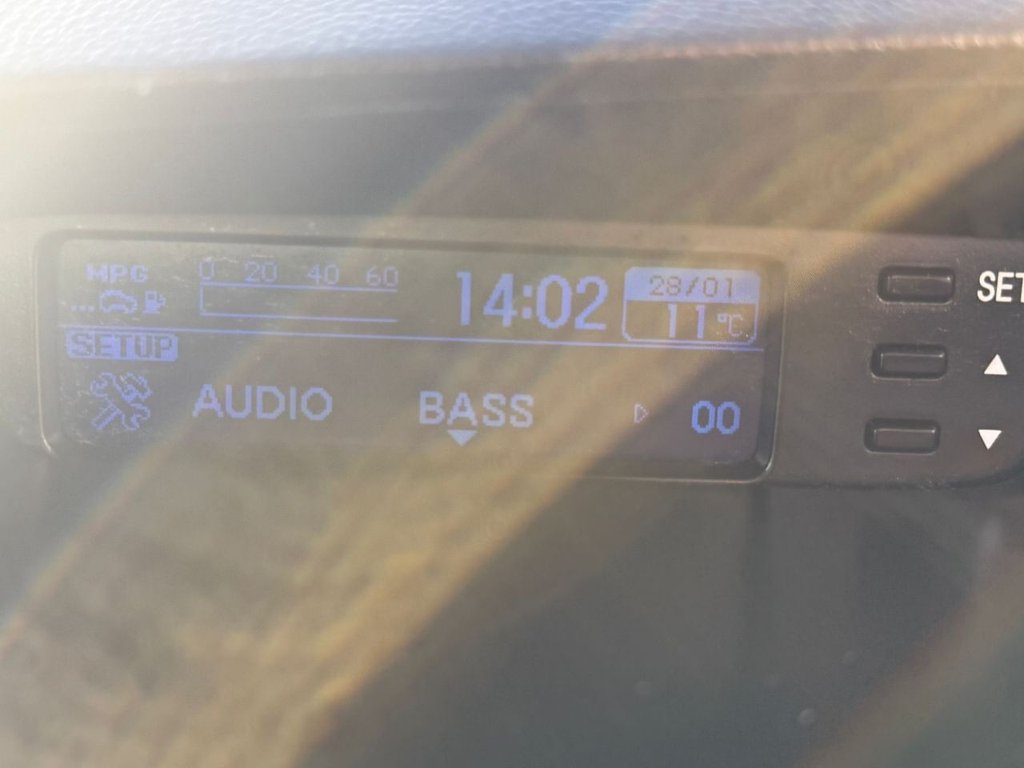 MPG 0 20 40 60 14:02 28/01
11°C
SETUP
AUDIO BASS 00
SET